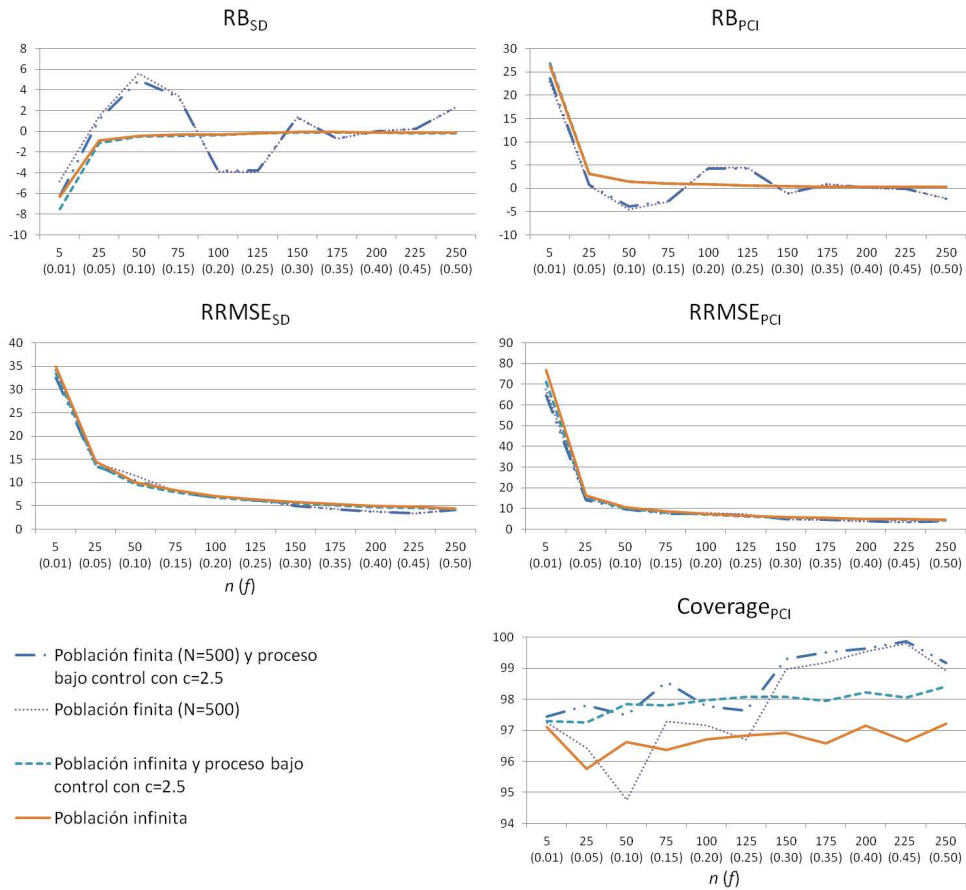 RB_SD
8
6
4
2
0
-2
-4
-6
-8
-10
5 25 50 75 100 125 150 175 200 225 250
(0.01) (0.05) (0.10) (0.15) (0.20) (0.25) (0.30) (0.35) (0.40) (0.45) (0.50)
RB_PCI
30
25
20
15
10
5
0
-5
-10
5 25 50 75 100 125 150 175 200 225 250
(0.01) (0.05) (0.10) (0.15) (0.20) (0.25) (0.30) (0.35) (0.40) (0.45) (0.50)
RRMSE_SD
40
35
30
25
20
15
10
5
0
5 25 50 75 100 125 150 175 200 225 250
(0.01) (0.05) (0.10) (0.15) (0.20) (0.25) (0.30) (0.35) (0.40) (0.45) (0.50)
n (f)
RRMSE_PCI
90
80
70
60
50
40
30
20
10
0
5 25 50 75 100 125 150 175 200 225 250
(0.01) (0.05) (0.10) (0.15) (0.20) (0.25) (0.30) (0.35) (0.40) (0.45) (0.50)
Población finita (N=500) y proceso
bajo control con c=2.5
Población finita (N=500)
Población infinita y proceso bajo
control con c=2.5
Población infinita
Coverage_PCI
100
99
98
97
96
95
94
5 25 50 75 100 125 150 175 200 225 250
(0.01) (0.05) (0.10) (0.15) (0.20) (0.25) (0.30) (0.35) (0.40) (0.45) (0.50)
n (f)